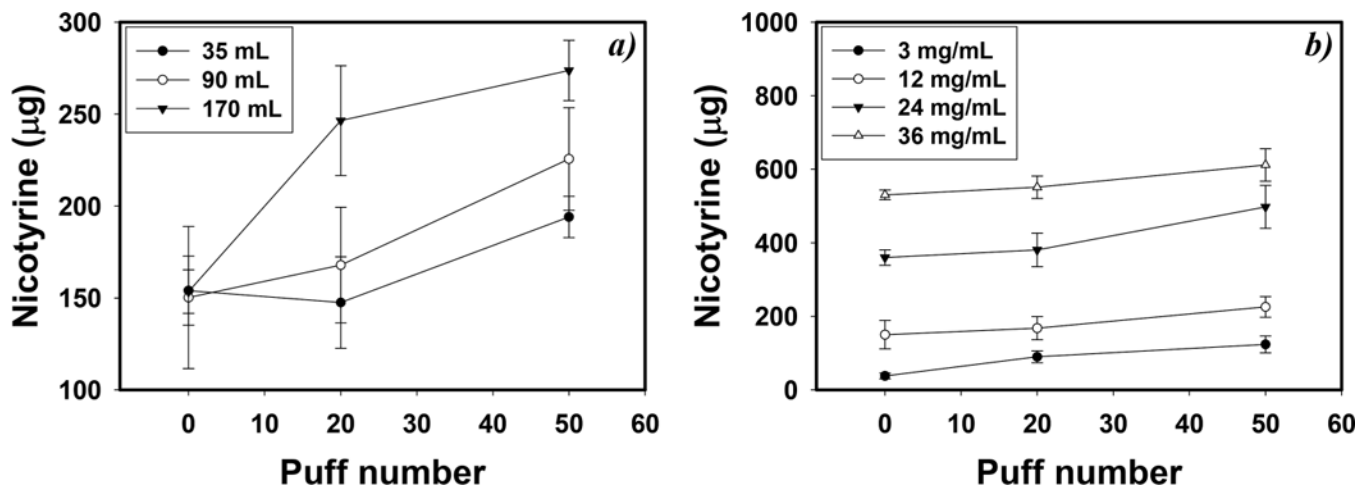 300
250
200
150
100
Nicotyrine (μg)
35 mL
90 mL
170 mL
a)
0 10 20 30 40 50 60
Puff number
1000
800
600
400
200
0
Nicotyrine (μg)
3 mg/mL
12 mg/mL
24 mg/mL
36 mg/mL
b)
0 10 20 30 40 50 60
Puff number